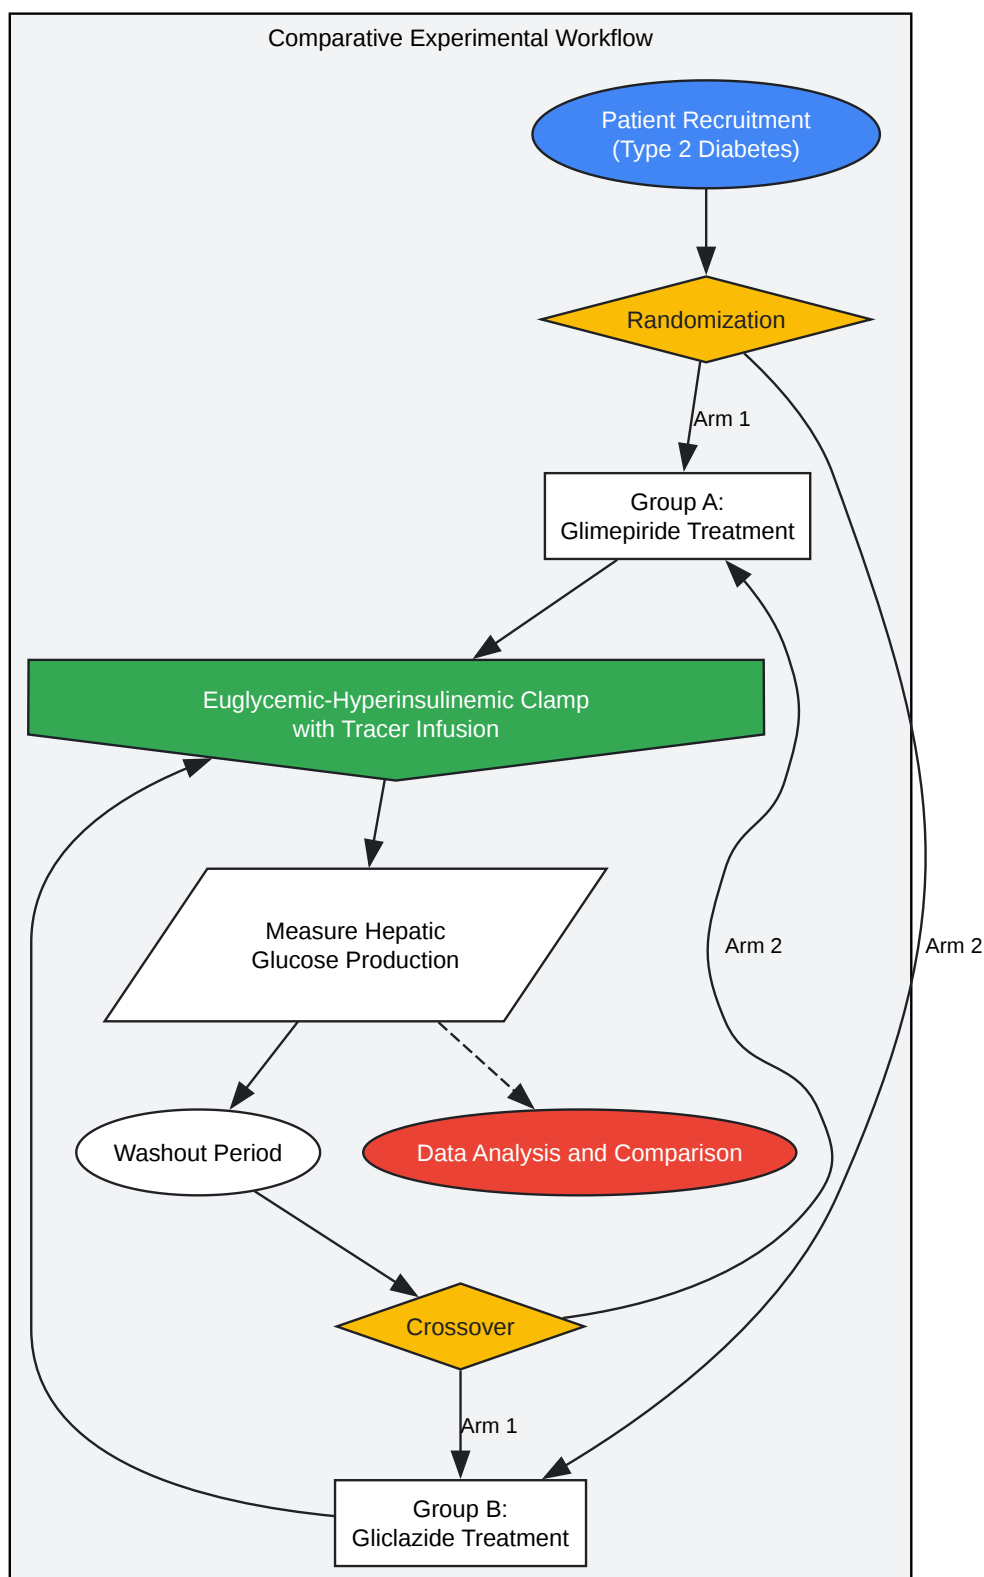 Comparative Experimental Workflow
Patient Recruitment
(Type 2 Diabetes)
Randomization
Arm 1
Group A:
Glimepiride Treatment
Euglycemic-Hyperinsulinemic Clamp
with Tracer Infusion
Measure Hepatic
Glucose Production
Arm 2
Arm 2
Washout Period
Data Analysis and Comparison
Crossover
Arm 1
Group B:
Gliclazide Treatment